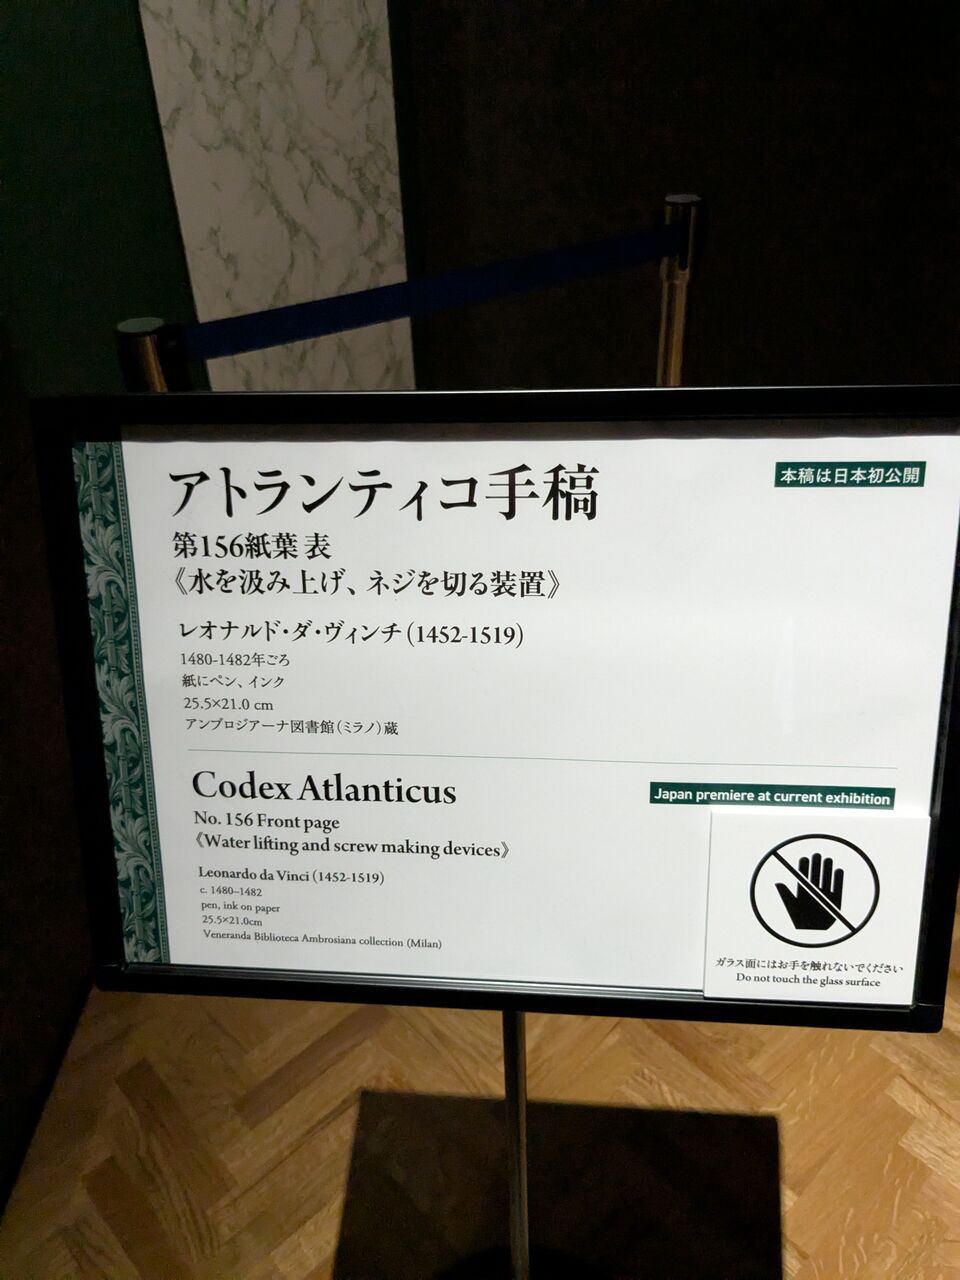 アトランティコ手稿
本稿は日本初公開
第156紙葉 表
《水を汲み上げ、ネジを切る装置》
レオナルド・ダ・ヴィンチ (1452-1519)
1480-1482年ごろ
紙にペン、インク
25.5×21.0 cm
アンブロジアーナ図書館(ミラノ)蔵
Codex Atlanticus
Japan premiere at current exhibition
No. 156 Front page
《Water lifting and screw making devices》
Leonardo da Vinci (1452-1519)
c. 1480–1482
pen, ink on paper
25.5×21.0cm
Veneranda Biblioteca Ambrosiana collection (Milan)
ガラス面にはお手を触れないでください
Do not touch the glass surface